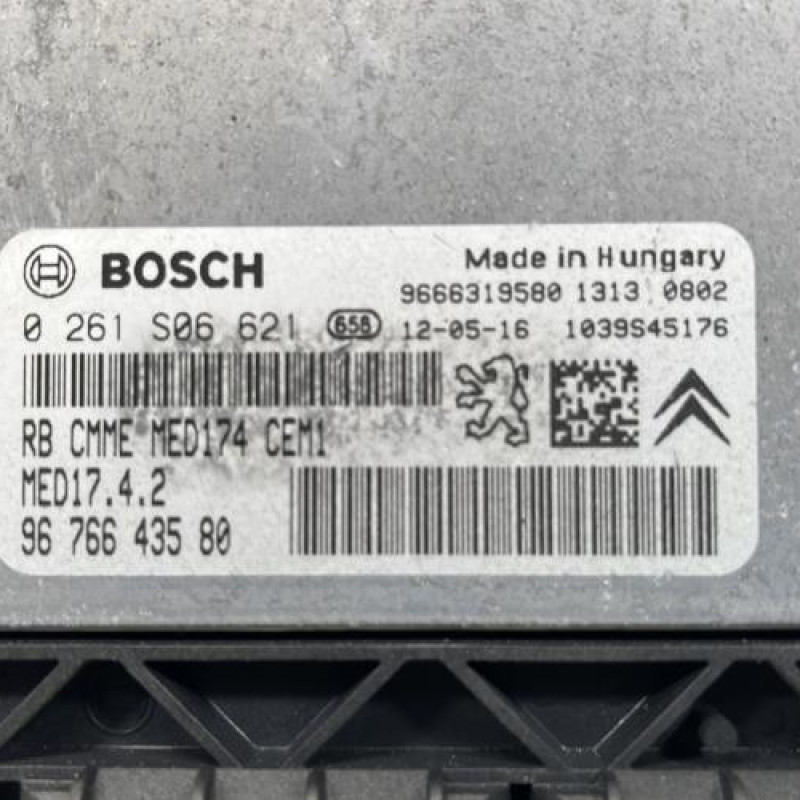 BOSCH Made in Hungary
9666319580 1313 0802
0 261 S06 621 658 12-05-16 1039S45176
RB CMME MED174 CEM1
MED17.4.2
96 766 435 80